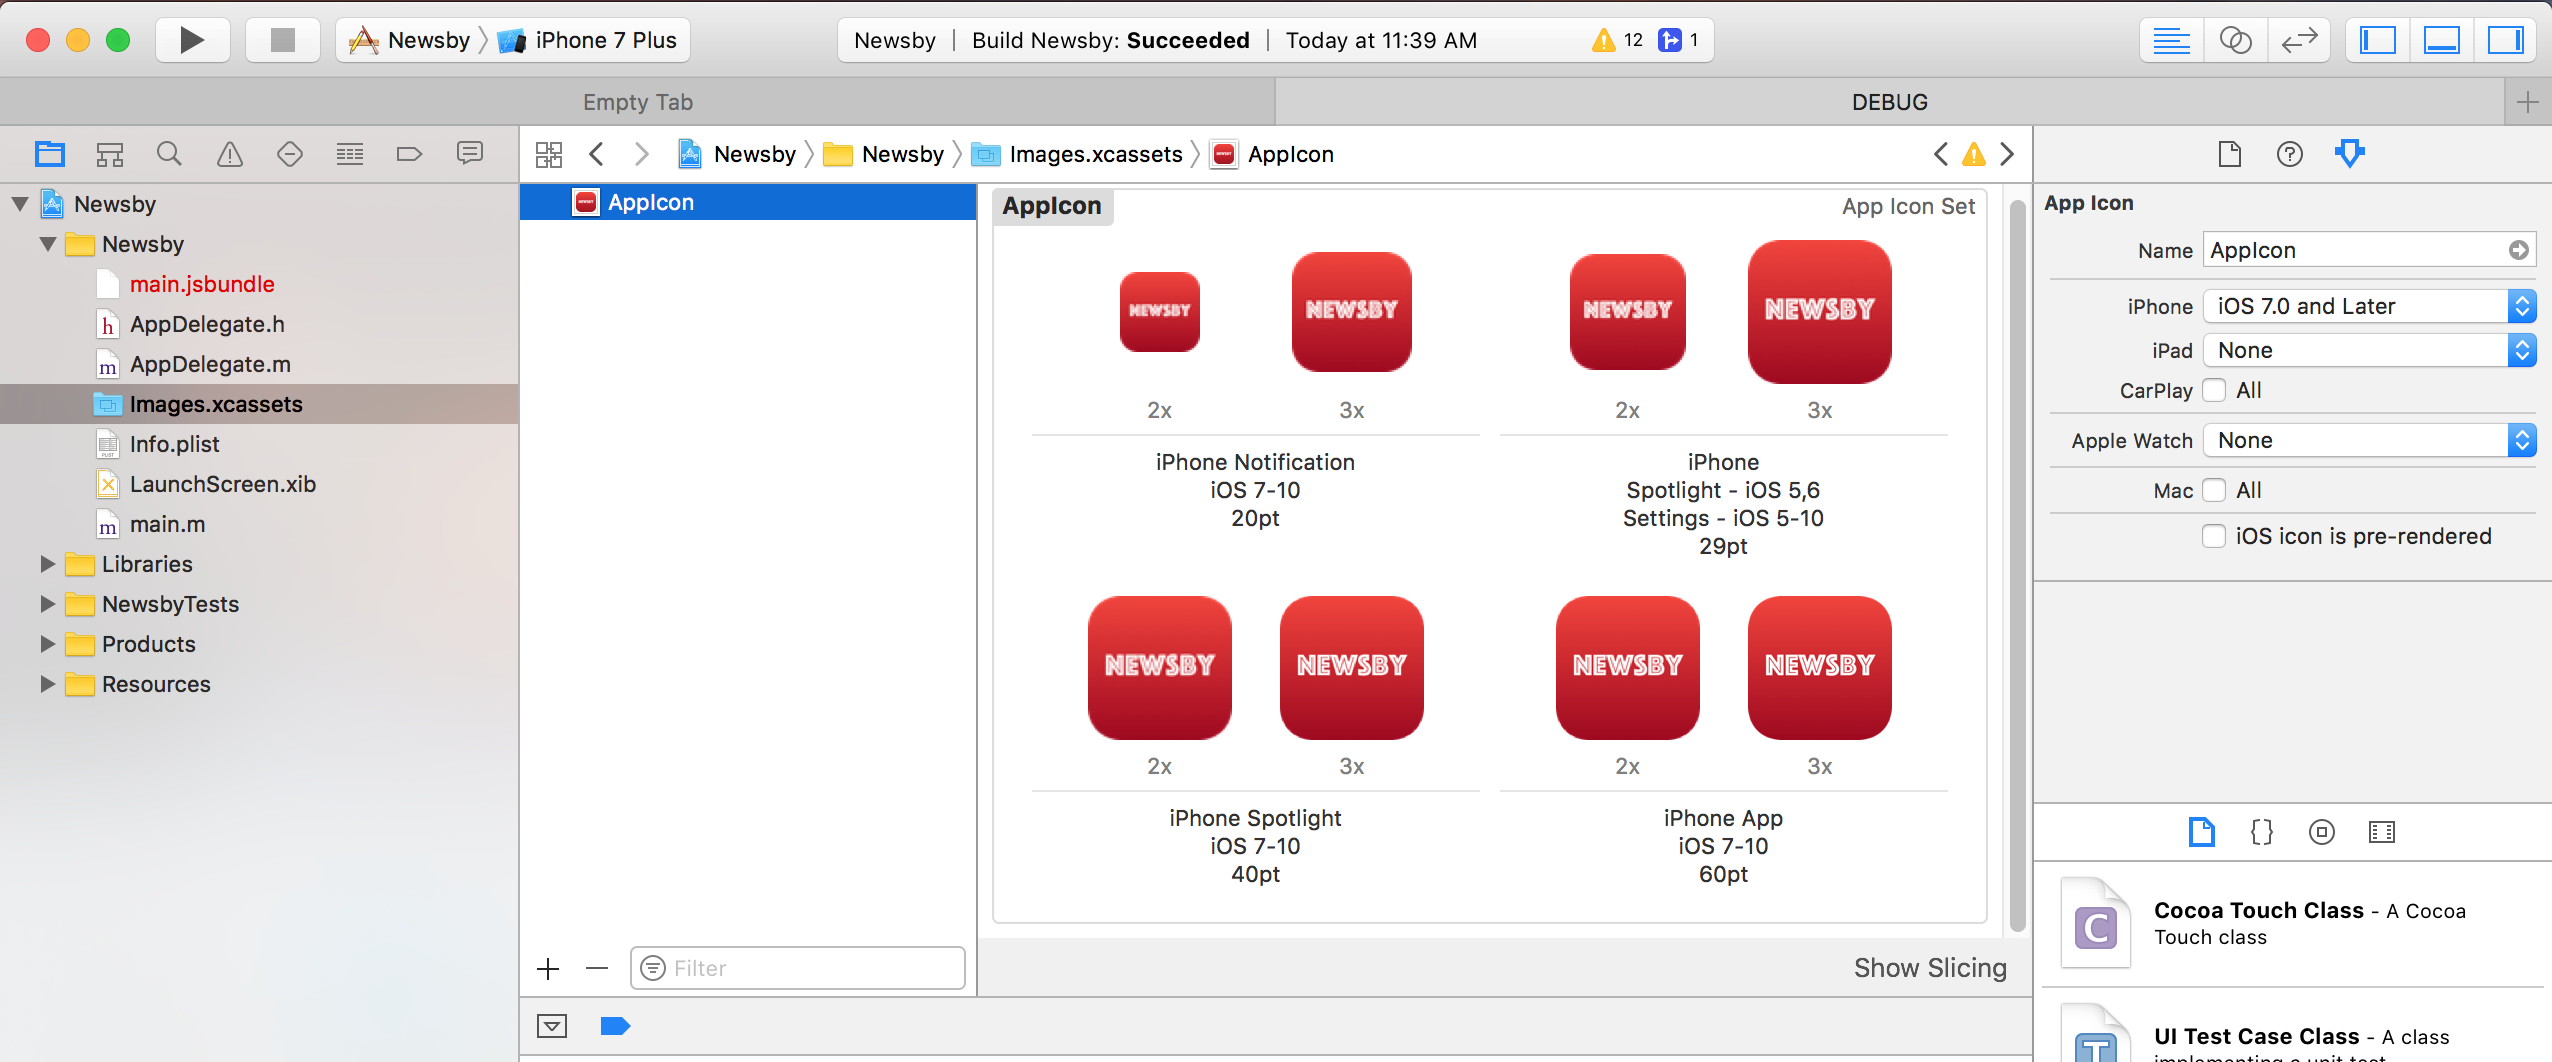 Newsby iPhone 7 Plus
Newsby | Build Newsby: Succeeded | Today at 11:39 AM 12 1
Empty Tab
DEBUG
Newsby Newsby Images.xcassets AppIcon
Newsby
Newsby
main.jsbundle
AppDelegate.h
AppDelegate.m
Images.xcassets
Info.plist
LaunchScreen.xib
main.m
Libraries
NewsbyTests
Products
Resources
AppIcon
Filter
AppIcon
App Icon Set
NEWSBY NEWSBY NEWSBY NEWSBY
2x 3x 2x 3x
iPhone Notification
iOS 7-10
20pt
iPhone
Spotlight - iOS 5,6
Settings - iOS 5-10
29pt
NEWSBY NEWSBY NEWSBY NEWSBY
2x 3x 2x 3x
iPhone Spotlight
iOS 7-10
40pt
iPhone App
iOS 7-10
60pt
Show Slicing
App Icon
Name AppIcon
iPhone iOS 7.0 and Later
iPad None
CarPlay All
Apple Watch None
Mac All
iOS icon is pre-rendered
C
Cocoa Touch Class - A Cocoa
Touch class
T
UI Test Case Class - A class
implementing a unit test